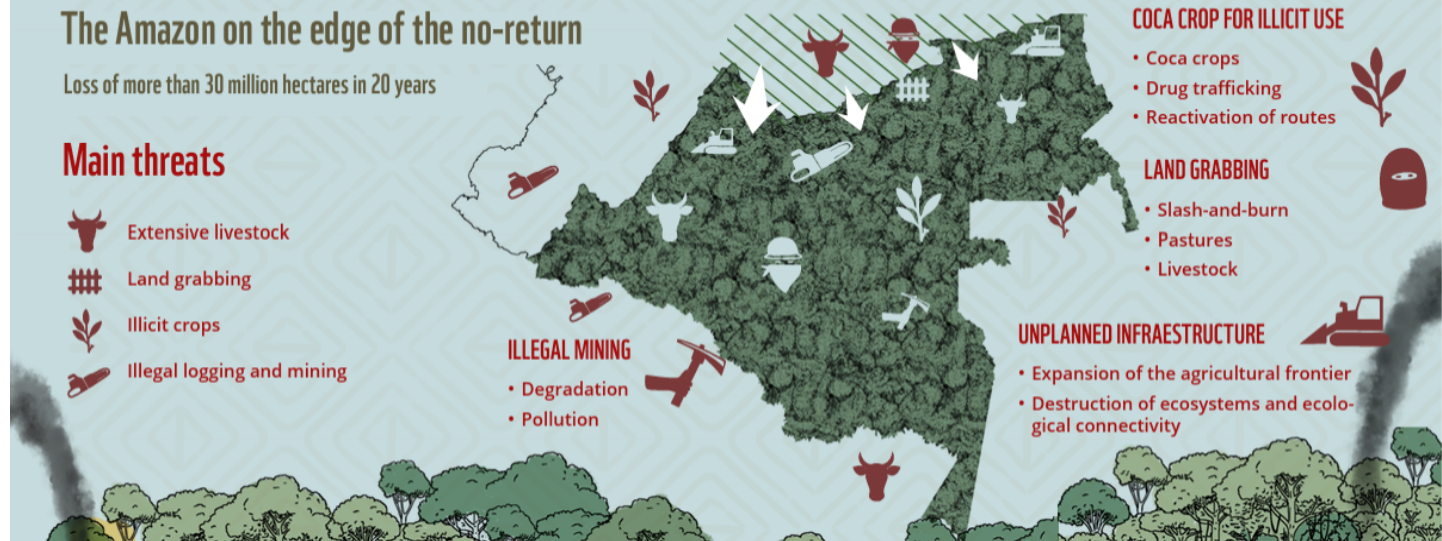 The Amazon on the edge of the no-return
Loss of more than 30 million hectares in 20 years
Main threats
Extensive livestock
Land grabbing
Illicit crops
Illegal logging and mining
ILLEGAL MINING
• Degradation
• Pollution
COCA CROP FOR ILLICIT USE
• Coca crops
• Drug trafficking
• Reactivation of routes
LAND GRABBING
• Slash-and-burn
• Pastures
• Livestock
UNPLANNED INFRAESTRUCTURE
• Expansion of the agricultural frontier
• Destruction of ecosystems and ecolo-
gical connectivity